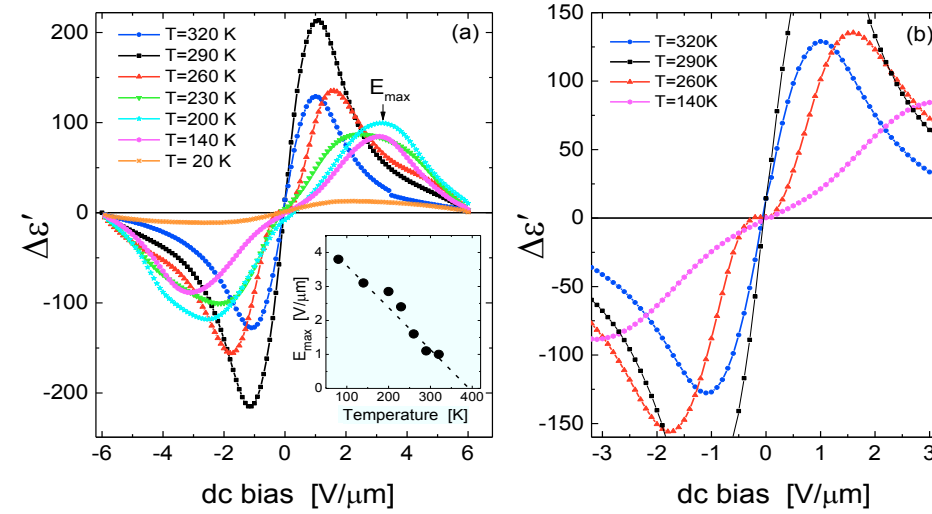 (a)
T=320 K
T=290 K
T=260 K
T=230 K
T=200 K
T=140 K
T= 20 K
E_max
Δε′
200
100
0
-100
-200
-6 -4 -2 0 2 4 6
dc bias [V/μm]
E_max [V/μm]
4
3
2
1
0
100 200 300 400
Temperature [K]
(b)
T=320K
T=290K
T=260K
T=140K
Δε′
150
100
50
0
-50
-100
-150
-3 -2 -1 0 1 2 3
dc bias [V/μm]